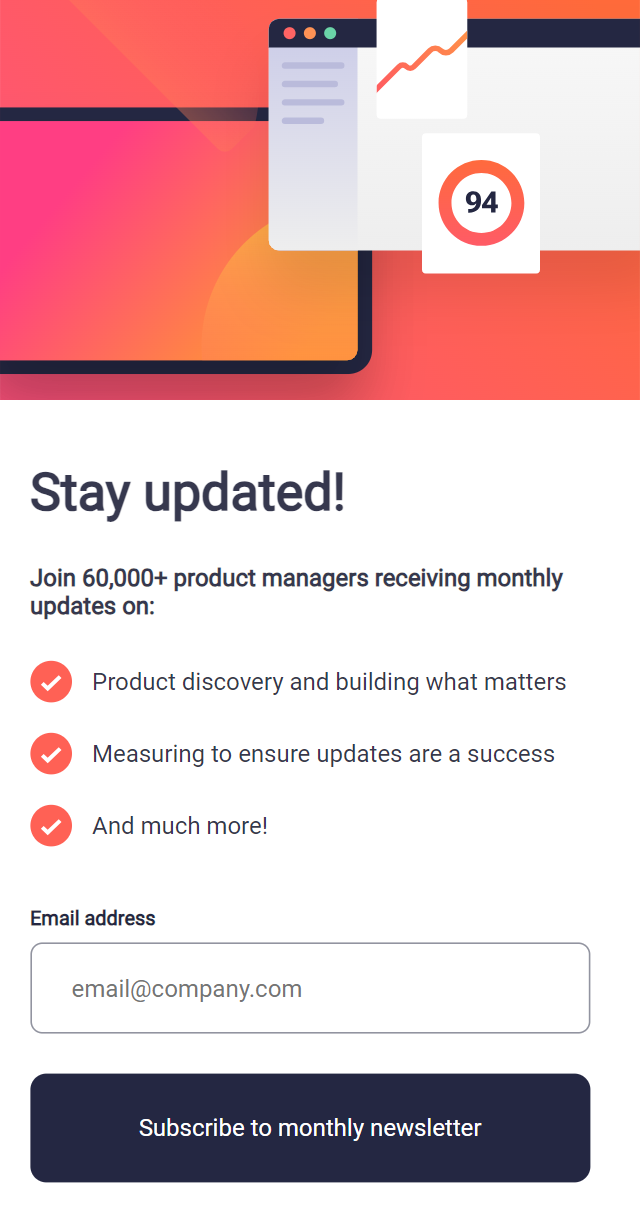 94
Stay updated!
Join 60,000+ product managers receiving monthly
updates on:
Product discovery and building what matters
Measuring to ensure updates are a success
And much more!
Email address
email@company.com
Subscribe to monthly newsletter